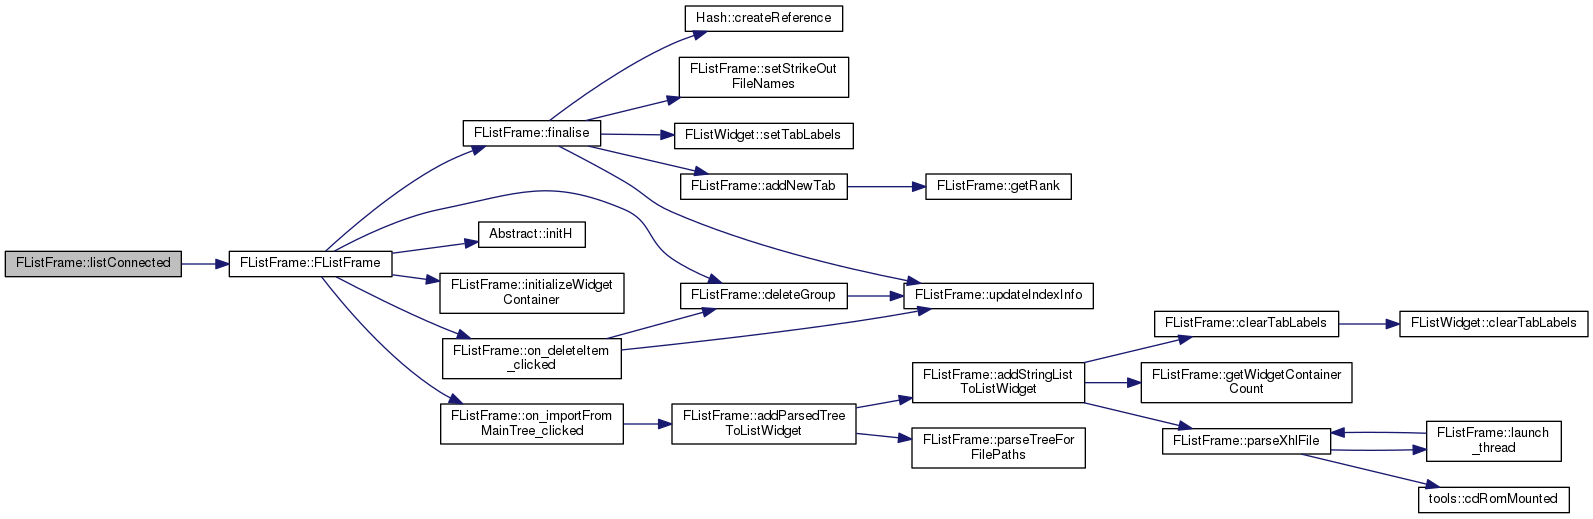 Hash::createReference
FListFrame::setStrikeOut
FileNames
FListFrame::finalise
FListWidget::setTabLabels
FListFrame::addNewTab
FListFrame::getRank
Abstract::initH
FListFrame::listConnected
FListFrame::FListFrame
FListFrame::initializeWidget
Container
FListFrame::deleteGroup
FListFrame::updateIndexInfo
FListFrame::clearTabLabels
FListWidget::clearTabLabels
FListFrame::on_deleteItem
_clicked
FListFrame::addStringList
ToListWidget
FListFrame::getWidgetContainer
Count
FListFrame::on_importFrom
MainTree_clicked
FListFrame::addParsedTree
ToListWidget
FListFrame::parseTreeFor
FilePaths
FListFrame::parseXhlFile
FListFrame::launch
_thread
tools::cdRomMounted